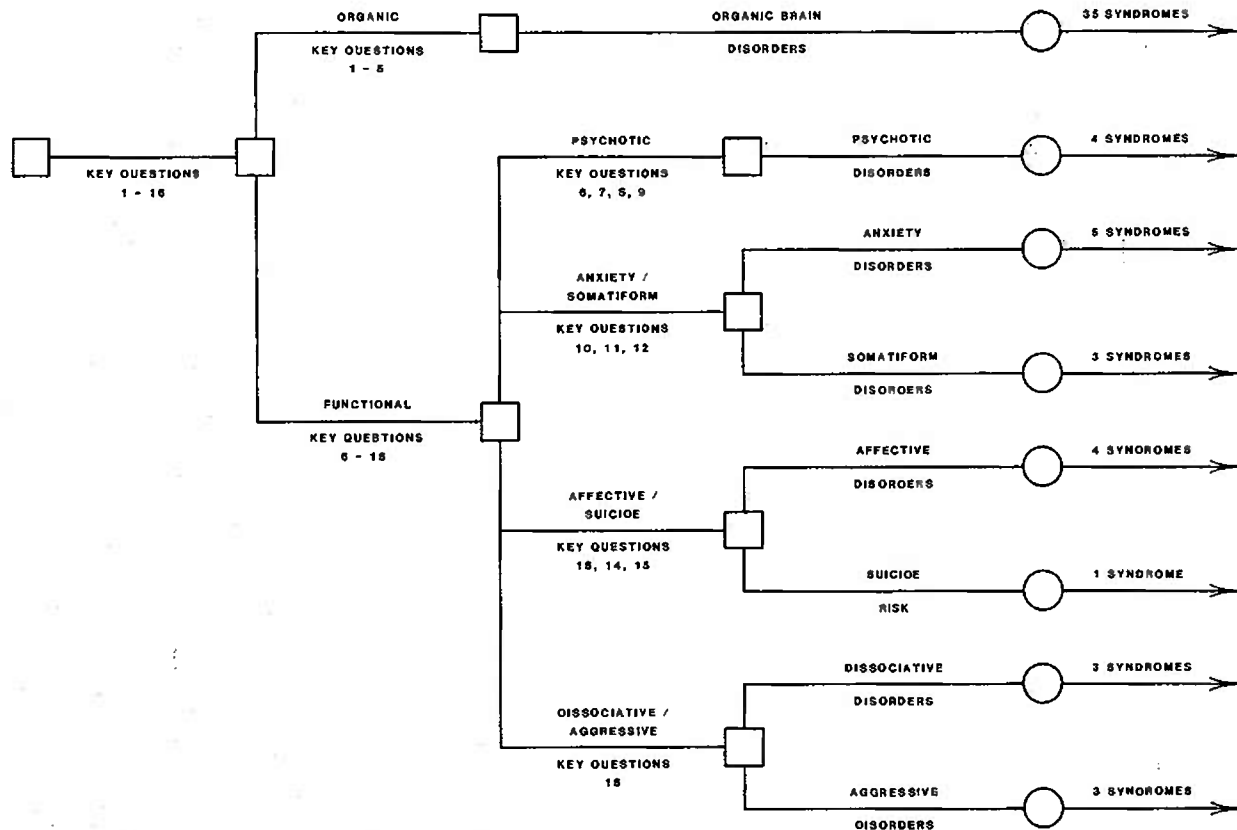 ORGANIC
KEY QUESTIONS
1 - 5
ORGANIC BRAIN
DISORDERS
35 SYNDROMES
KEY QUESTIONS
1 - 16
PSYCHOTIC
KEY QUESTIONS
6, 7, 8, 9
PSYCHOTIC
DISORDERS
4 SYNDROMES
ANXIETY /
SOMATIFORM
KEY QUESTIONS
10, 11, 12
ANXIETY
DISORDERS
5 SYNDROMES
SOMATIFORM
DISORDERS
3 SYNDROMES
FUNCTIONAL
KEY QUESTIONS
6 - 16
AFFECTIVE /
SUICIDE
KEY QUESTIONS
13, 14, 15
AFFECTIVE
DISORDERS
4 SYNDROMES
SUICIDE
RISK
1 SYNDROME
DISSOCIATIVE /
AGGRESSIVE
KEY QUESTIONS
16
DISSOCIATIVE
DISORDERS
3 SYNDROMES
AGGRESSIVE
DISORDERS
3 SYNDROMES